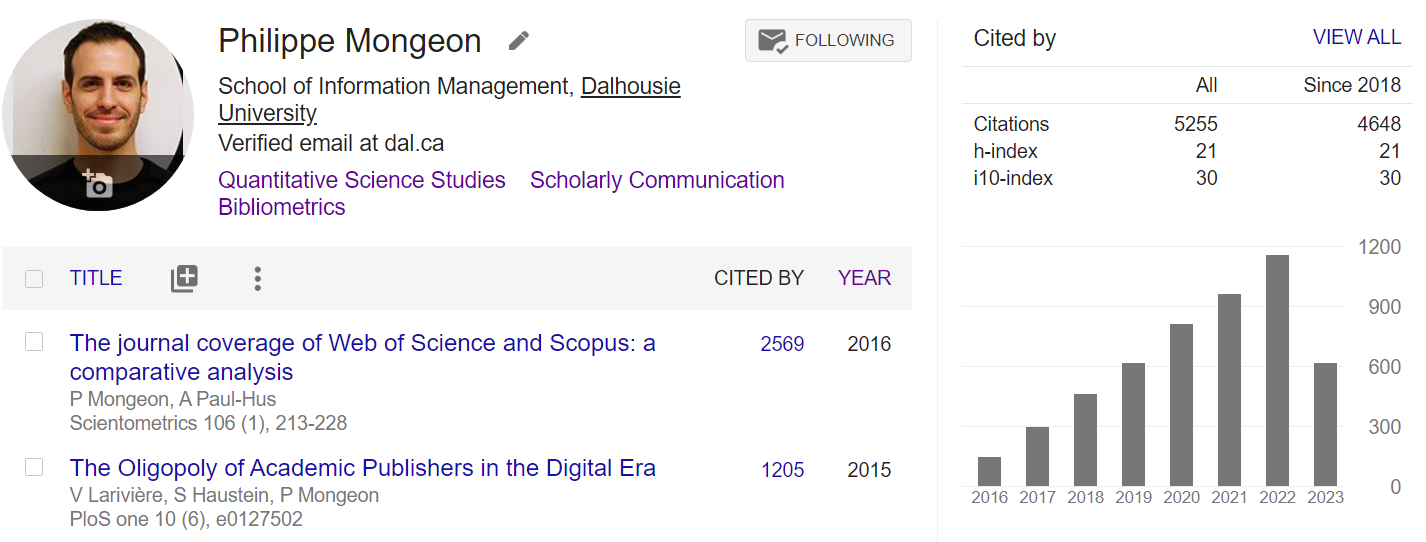 Philippe Mongeon
FOLLOWING
School of Information Management, Dalhousie
University
Verified email at dal.ca
Quantitative Science Studies Scholarly Communication
Bibliometrics
TITLE CITED BY YEAR
The journal coverage of Web of Science and Scopus: a
comparative analysis
2569 2016
P Mongeon, A Paul-Hus
Scientometrics 106 (1), 213-228
The Oligopoly of Academic Publishers in the Digital Era 1205 2015
V Larivière, S Haustein, P Mongeon
PloS one 10 (6), e0127502
Cited by VIEW ALL
All Since 2018
Citations 5255 4648
h-index 21 21
i10-index 30 30
1200
900
600
300
0
2016 2017 2018 2019 2020 2021 2022 2023